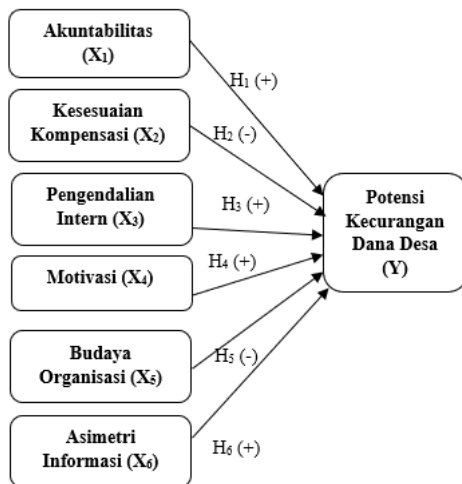 Akuntabilitas
(X₁)
H₁ (+)
Kesesuaian
Kompensasi (X₂)
H₂ (-)
Pengendalian
Intern (X₃)
H₃ (+)
Motivasi (X₄)
H₄ (+)
Budaya
Organisasi (X₅)
H₅ (-)
Asimetri
Informasi (X₆)
H₆ (+)
Potensi
Kecurangan
Dana Desa
(Y)